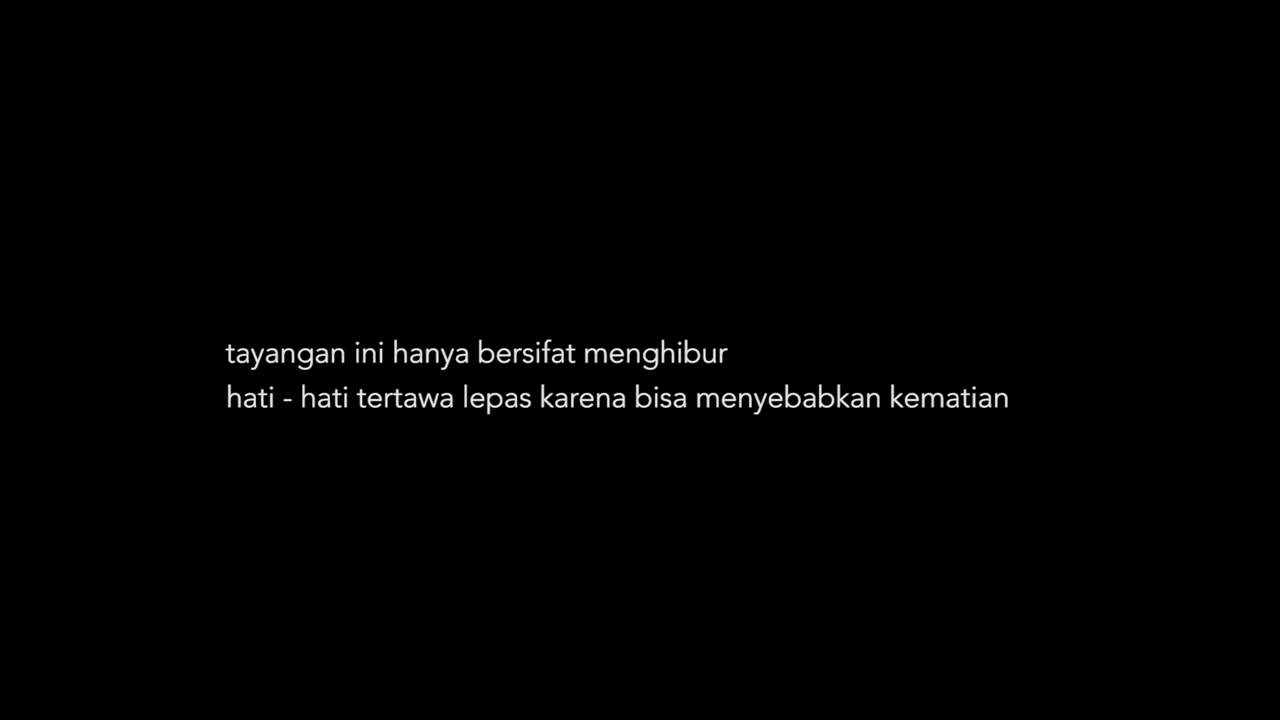 tayangan ini hanya bersifat menghibur
hati - hati tertawa lepas karena bisa menyebabkan kematian